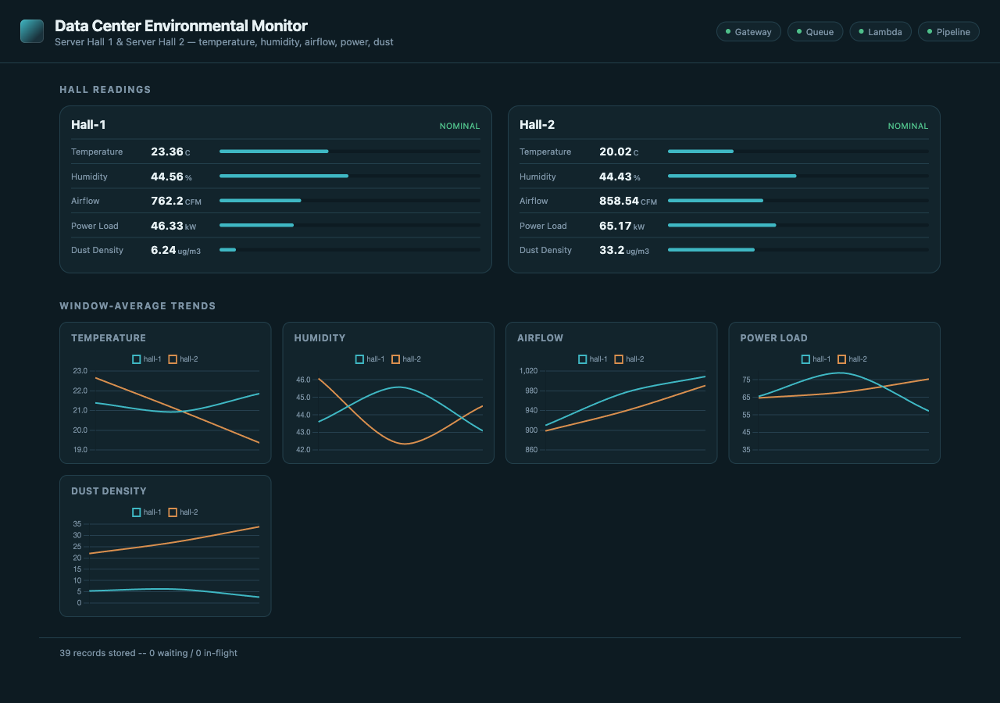 Data Center Environmental Monitor
Server Hall 1 & Server Hall 2 — temperature, humidity, airflow, power, dust
Gateway
Queue
Lambda
Pipeline
HALL READINGS
Hall-1 NOMINAL
Temperature 23.36 C
Humidity 44.56 %
Airflow 762.2 CFM
Power Load 46.33 kW
Dust Density 6.24 ug/m3
Hall-2 NOMINAL
Temperature 20.02 C
Humidity 44.43 %
Airflow 858.54 CFM
Power Load 65.17 kW
Dust Density 33.2 ug/m3
WINDOW-AVERAGE TRENDS
TEMPERATURE
hall-1 hall-2
23.0
22.0
21.0
20.0
19.0
HUMIDITY
hall-1 hall-2
46.0
45.0
44.0
43.0
42.0
AIRFLOW
hall-1 hall-2
1,020
980
940
900
860
POWER LOAD
hall-1 hall-2
75
65
55
45
35
DUST DENSITY
hall-1 hall-2
35
30
25
20
15
10
5
0
39 records stored -- 0 waiting / 0 in-flight